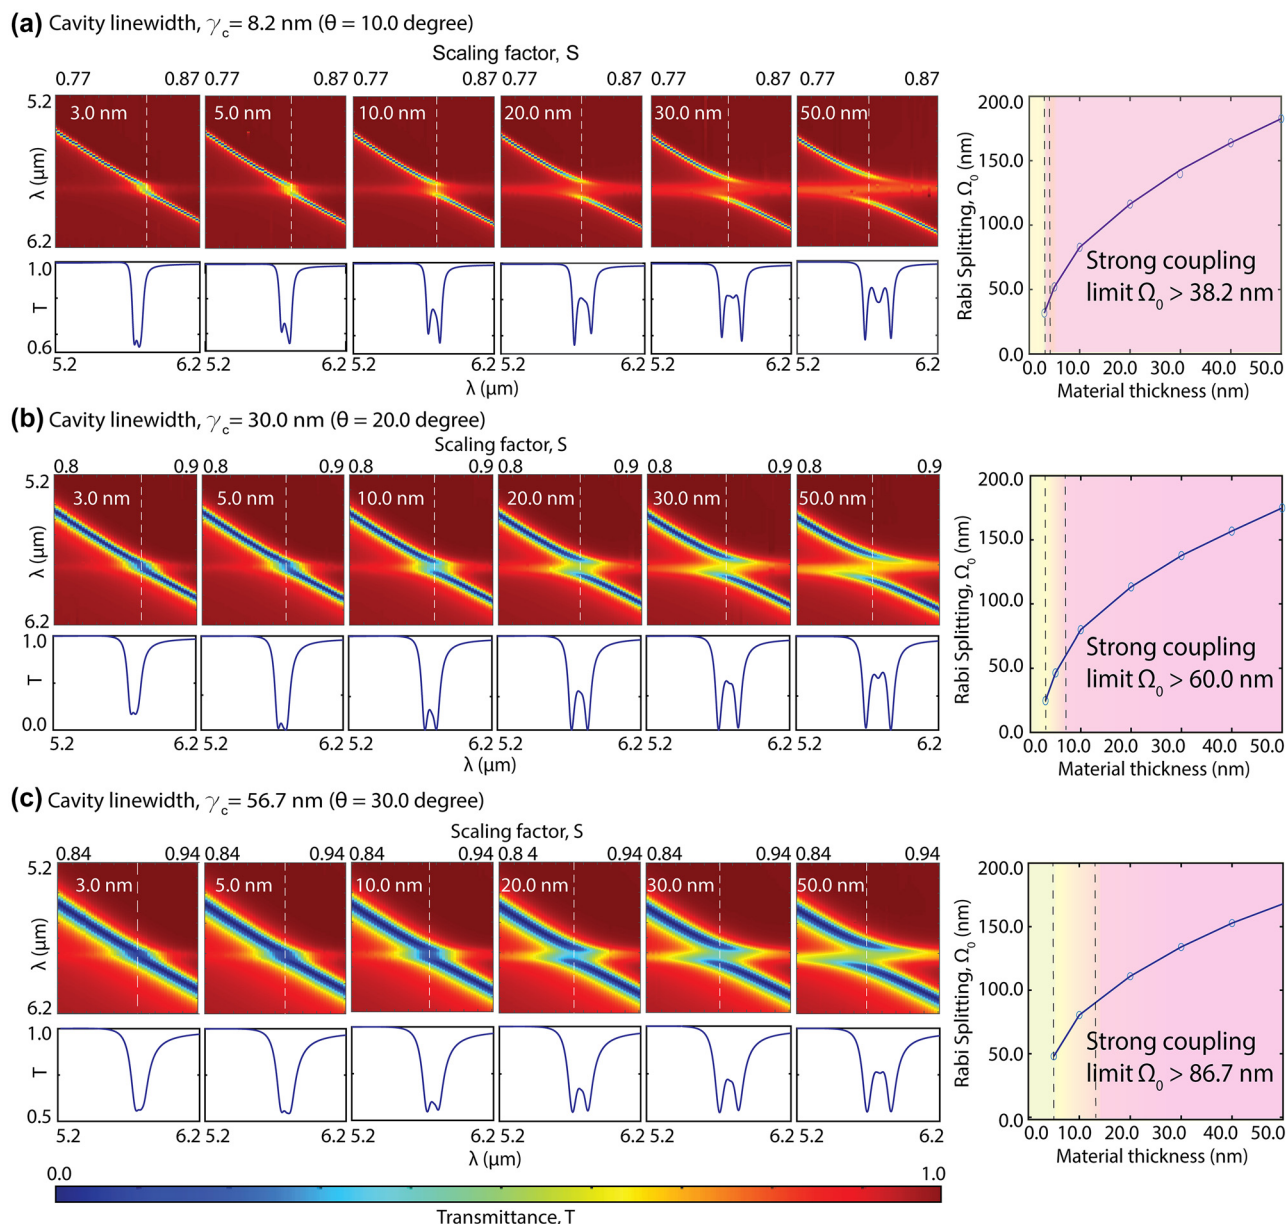 (a) Cavity linewidth, γc= 8.2 nm (θ = 10.0 degree)
Scaling factor, S
0.77 0.87 0.77 0.87 0.77 0.87 0.77 0.87 0.77 0.87 0.77 0.87
5.2
3.0 nm 5.0 nm 10.0 nm 20.0 nm 30.0 nm 50.0 nm
λ (μm)
6.2
1.0
T
0.6
5.2 6.2 5.2 6.2 5.2 6.2 5.2 6.2 5.2 6.2 5.2 6.2
λ (μm)
200.0
150.0
100.0
50.0
0.0
Rabi Splitting, Ω0 (nm)
Strong coupling
limit Ω0 > 38.2 nm
0.0 10.0 20.0 30.0 40.0 50.0
Material thickness (nm)
(b) Cavity linewidth, γc= 30.0 nm (θ = 20.0 degree)
Scaling factor, S
0.8 0.9 0.8 0.9 0.8 0.9 0.8 0.9 0.8 0.9 0.8 0.9
5.2
3.0 nm 5.0 nm 10.0 nm 20.0 nm 30.0 nm 50.0 nm
λ (μm)
6.2
1.0
T
0.0
5.2 6.2 5.2 6.2 5.2 6.2 5.2 6.2 5.2 6.2 5.2 6.2
λ (μm)
200.0
150.0
100.0
50.0
0.0
Rabi Splitting, Ω0 (nm)
Strong coupling
limit Ω0 > 60.0 nm
0.0 10.0 20.0 30.0 40.0 50.0
Material thickness (nm)
(c) Cavity linewidth, γc= 56.7 nm (θ = 30.0 degree)
Scaling factor, S
0.84 0.94 0.84 0.94 0.84 0.94 0.8 4 0.94 0.84 0.94 0.84 0.94
5.2
3.0 nm 5.0 nm 10.0 nm 20.0 nm 30.0 nm 50.0 nm
λ (μm)
6.2
1.0
T
0.5
5.2 6.2 5.2 6.2 5.2 6.2 5.2 6.2 5.2 6.2 5.2 6.2
λ (μm)
200.0
150.0
100.0
50.0
0.0
Rabi Splitting, Ω0 (nm)
Strong coupling
limit Ω0 > 86.7 nm
0.0 10.0 20.0 30.0 40.0 50.0
Material thickness (nm)
0.0 1.0
Transmittance, T